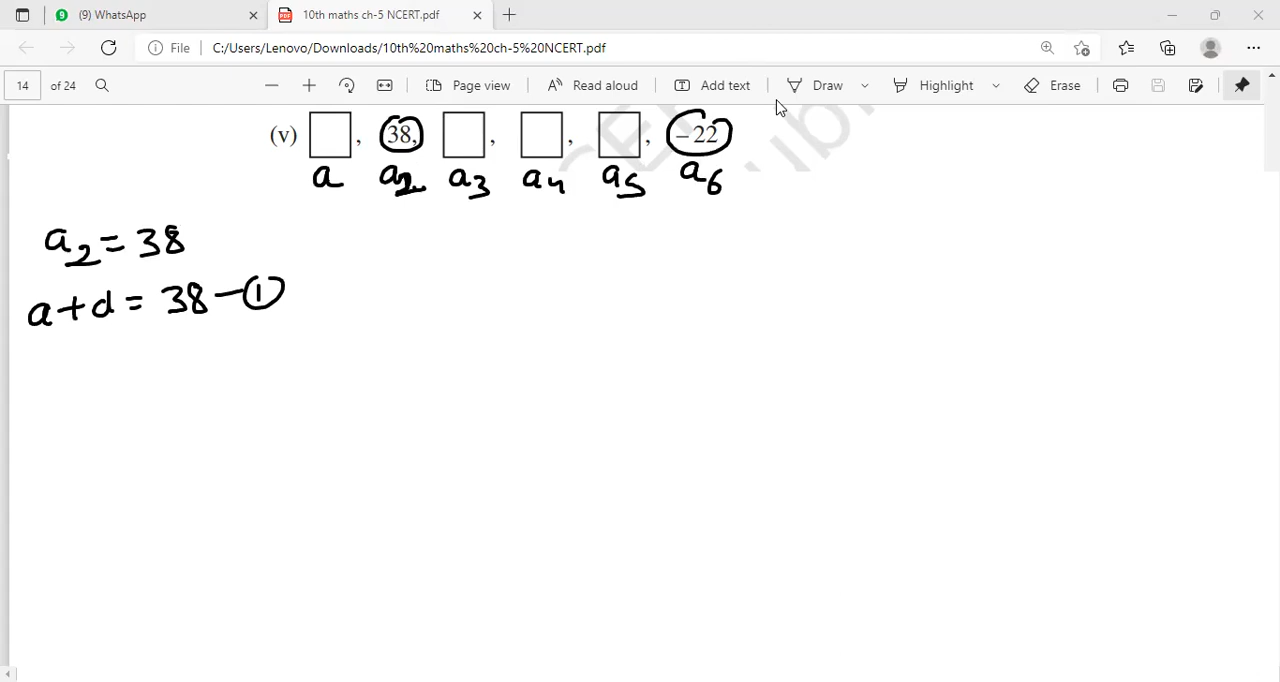 (9) WhatsApp
10th maths ch-5 NCERT.pdf
File C:/Users/Lenovo/Downloads/10th%20maths%20ch-5%20NCERT.pdf
14 of 24 Page view Read aloud Add text Draw Highlight Erase
(v) □, 38, □, □, □, –22
a a2 a3 a4 a5 a6
a2 = 38
a + d = 38 – ①